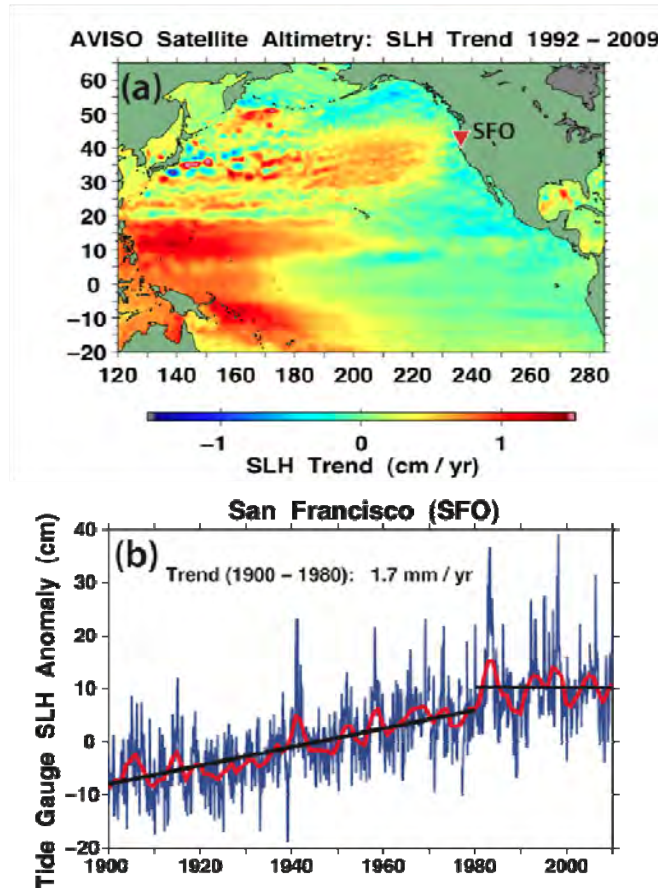 AVISO Satellite Altimetry: SLH Trend 1992 – 2009
(a)
SFO
60
50
40
30
20
10
0
−10
−20
120 140 160 180 200 220 240 260 280
−1 0 1
SLH Trend (cm / yr)
San Francisco (SFO)
(b)
Trend (1900 – 1980): 1.7 mm / yr
Tide Gauge SLH Anomaly (cm)
40
30
20
10
0
−10
−20
1900 1920 1940 1960 1980 2000